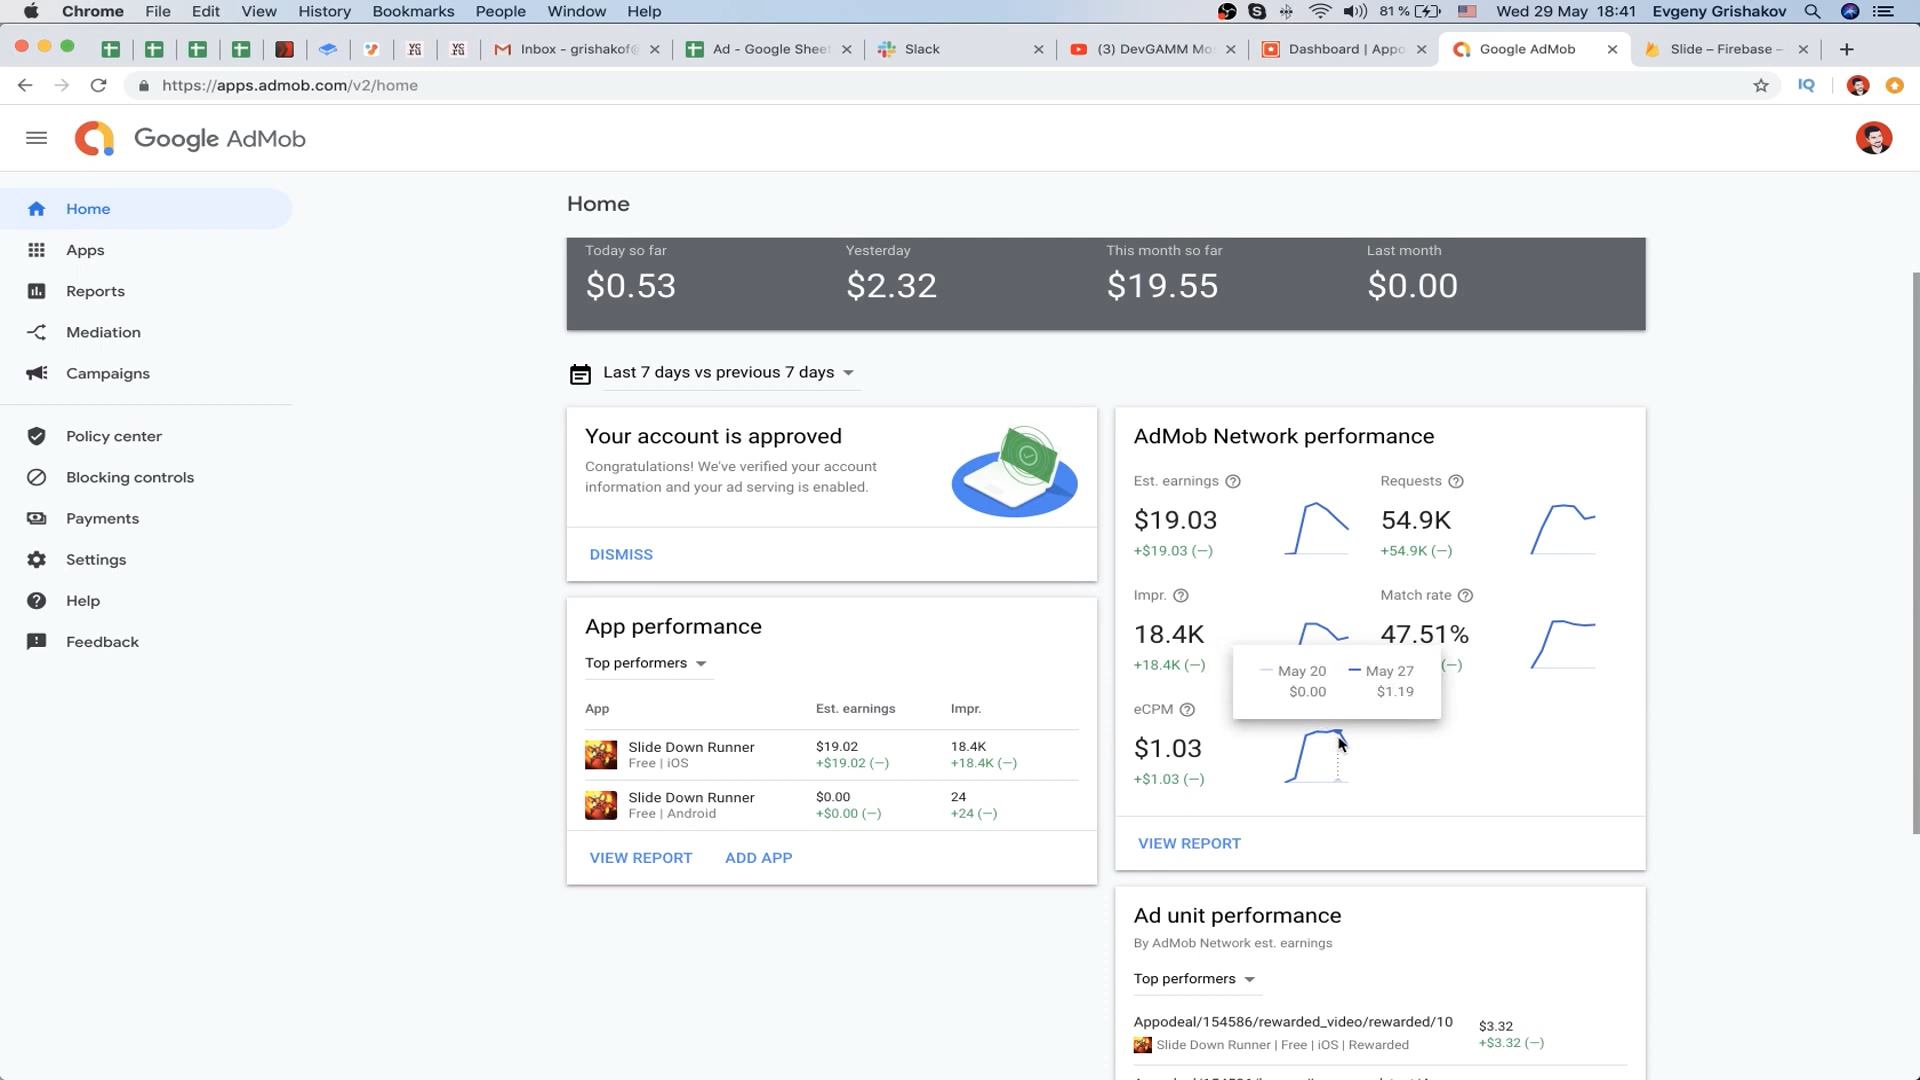 Chrome File Edit View History Bookmarks People Window Help 81 % Wed 29 May 18:41 Evgeny Grishakov
YG YG Inbox - grishakof@ Ad - Google Sheet Slack (3) DevGAMM Mo Dashboard | Appo Google AdMob Slide – Firebase –
https://apps.admob.com/v2/home IQ
Google AdMob
Home
Apps
Reports
Mediation
Campaigns
Policy center
Blocking controls
Payments
Settings
Help
Feedback
Home
Today so far Yesterday This month so far Last month
$0.53 $2.32 $19.55 $0.00
Last 7 days vs previous 7 days
Your account is approved
Congratulations! We've verified your account
information and your ad serving is enabled.
DISMISS
App performance
Top performers
App Est. earnings Impr.
Slide Down Runner $19.02 18.4K
Free | iOS +$19.02 (—) +18.4K (—)
Slide Down Runner $0.00 24
Free | Android +$0.00 (—) +24 (—)
VIEW REPORT ADD APP
AdMob Network performance
Est. earnings Requests
$19.03 54.9K
+$19.03 (—) +54.9K (—)
Impr. Match rate
18.4K 47.51%
+18.4K (—) (—)
May 20 May 27
$0.00 $1.19
eCPM
$1.03
+$1.03 (—)
VIEW REPORT
Ad unit performance
By AdMob Network est. earnings
Top performers
Appodeal/154586/rewarded_video/rewarded/10 $3.32
Slide Down Runner | Free | iOS | Rewarded +$3.32 (—)